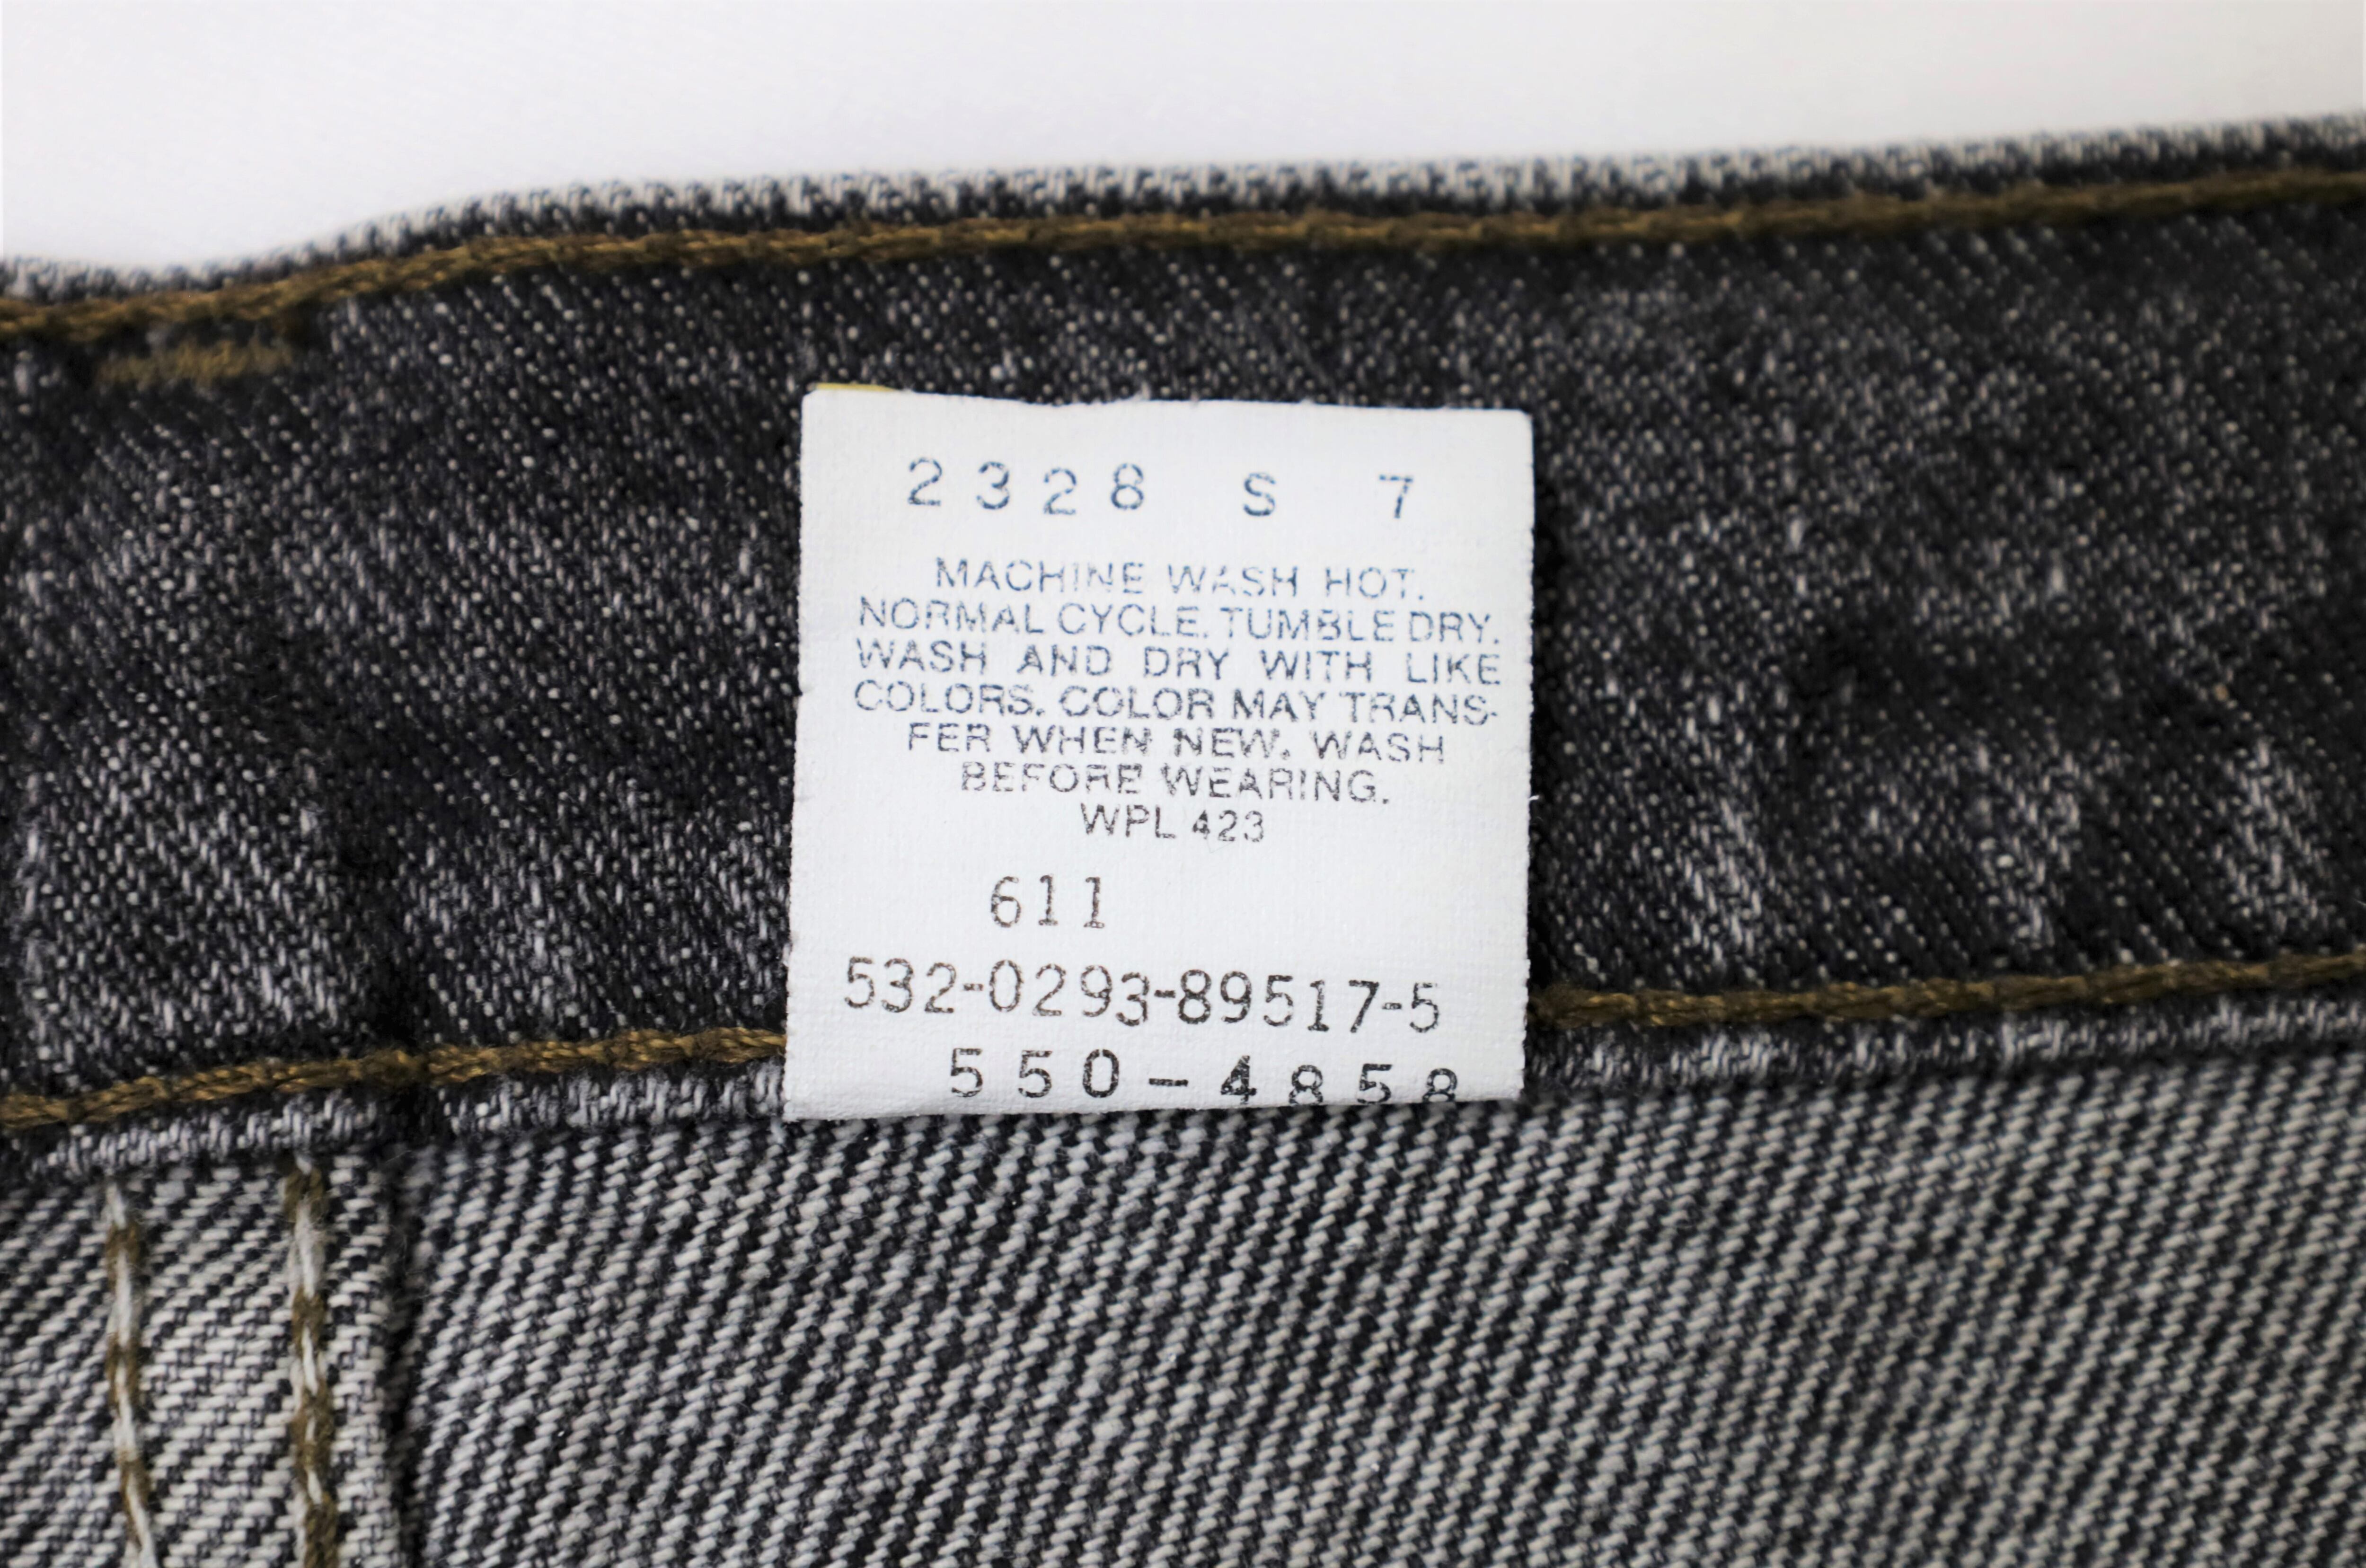 2328 S 7
MACHINE WASH HOT.
NORMAL CYCLE. TUMBLE DRY.
WASH AND DRY WITH LIKE
COLORS. COLOR MAY TRANS-
FER WHEN NEW. WASH
BEFORE WEARING.
WPL 423
611
532-0293-89517-5
550-4858